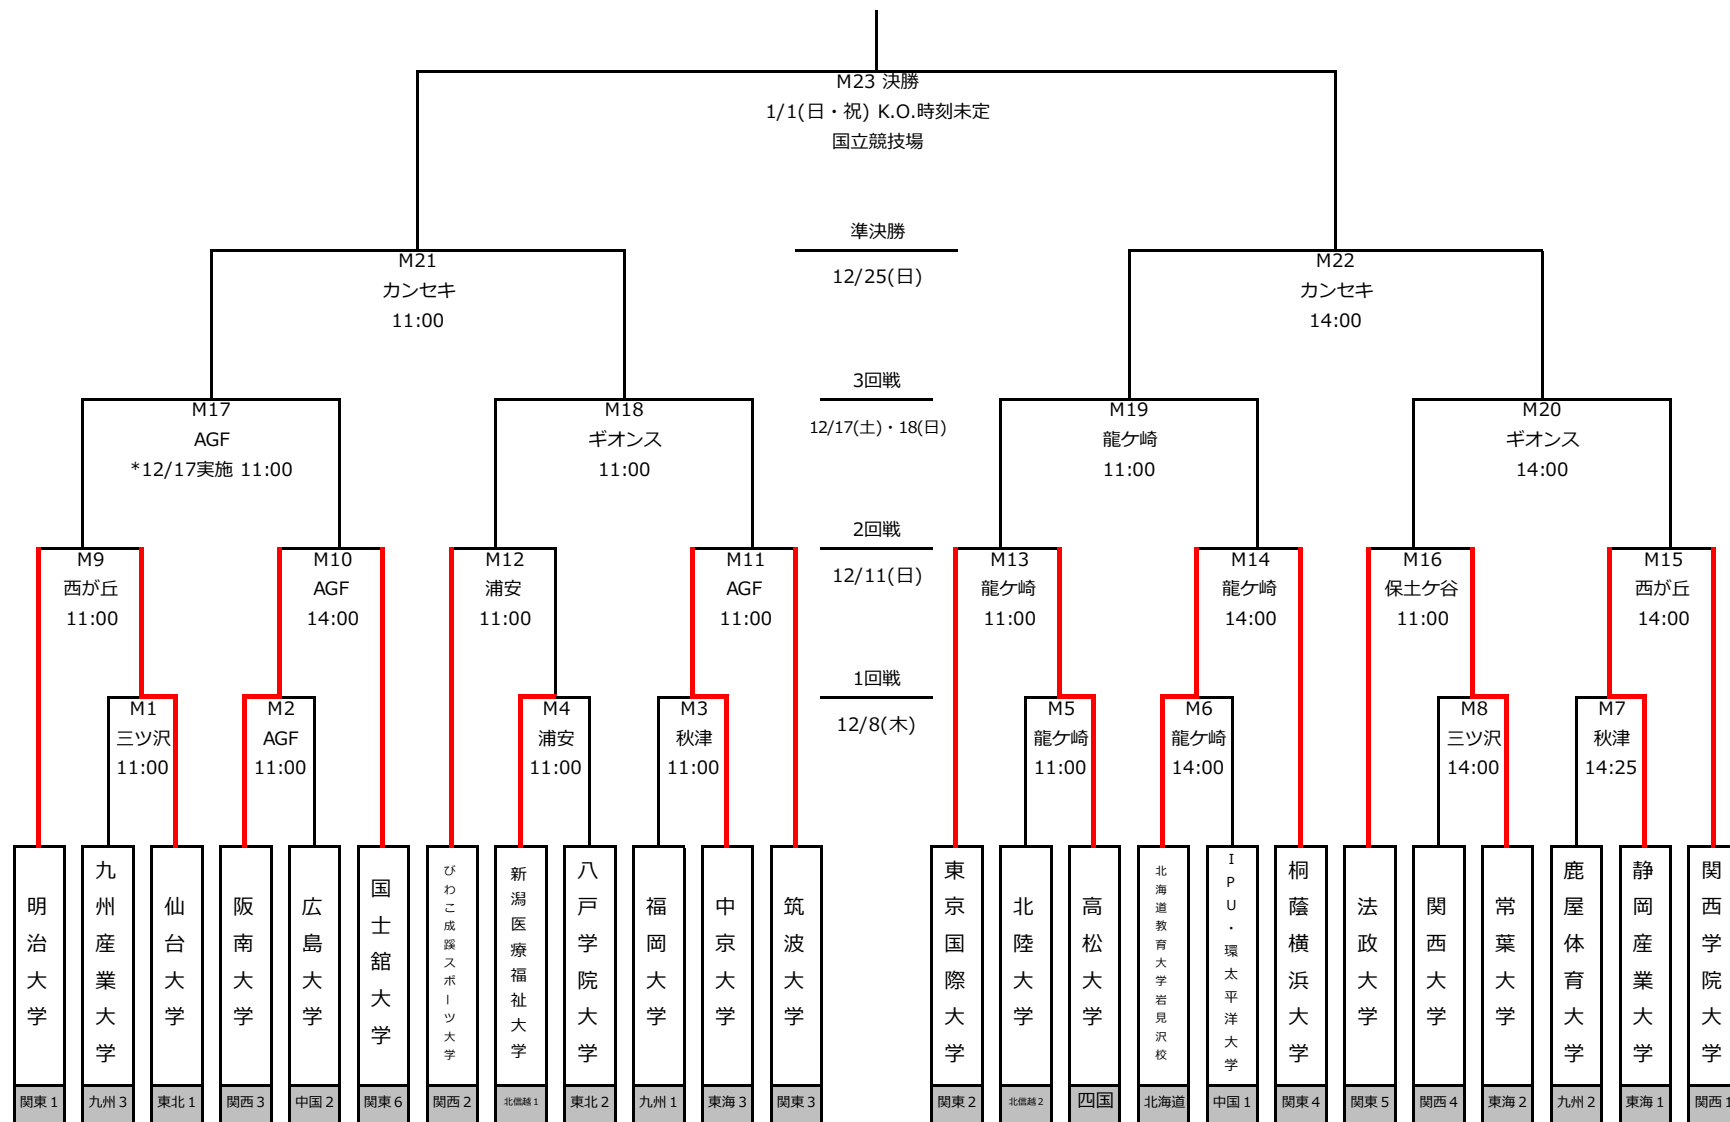 M23 決勝
1/1(日・祝) K.O.時刻未定
国立競技場
準決勝
12/25(日)
M21
カンセキ
11:00
M22
カンセキ
14:00
3回戦
12/17(土)・18(日)
M17
AGF
*12/17実施 11:00
M18
ギオンス
11:00
M19
龍ケ崎
11:00
M20
ギオンス
14:00
2回戦
12/11(日)
M9
西が丘
11:00
M10
AGF
14:00
M12
浦安
11:00
M11
AGF
11:00
M13
龍ケ崎
11:00
M14
龍ケ崎
14:00
M16
保土ケ谷
11:00
M15
西が丘
14:00
1回戦
12/8(木)
M1
三ツ沢
11:00
M2
AGF
11:00
M4
浦安
11:00
M3
秋津
11:00
M5
龍ケ崎
11:00
M6
龍ケ崎
14:00
M8
三ツ沢
14:00
M7
秋津
14:25
明治大学
九州産業大学
仙台大学
阪南大学
広島大学
国士舘大学
びわこ成蹊スポーツ大学
新潟医療福祉大学
八戸学院大学
福岡大学
中京大学
筑波大学
東京国際大学
北陸大学
高松大学
北海道教育大学岩見沢校
IPU・環太平洋大学
桐蔭横浜大学
法政大学
関西大学
常葉大学
鹿屋体育大学
静岡産業大学
関西学院大学
関東1
九州3
東北1
関西3
中国2
関東6
関西2
北信越1
東北2
九州1
東海3
関東3
関東2
北信越2
四国
北海道
中国1
関東4
関東5
関西4
東海2
九州2
東海1
関西1